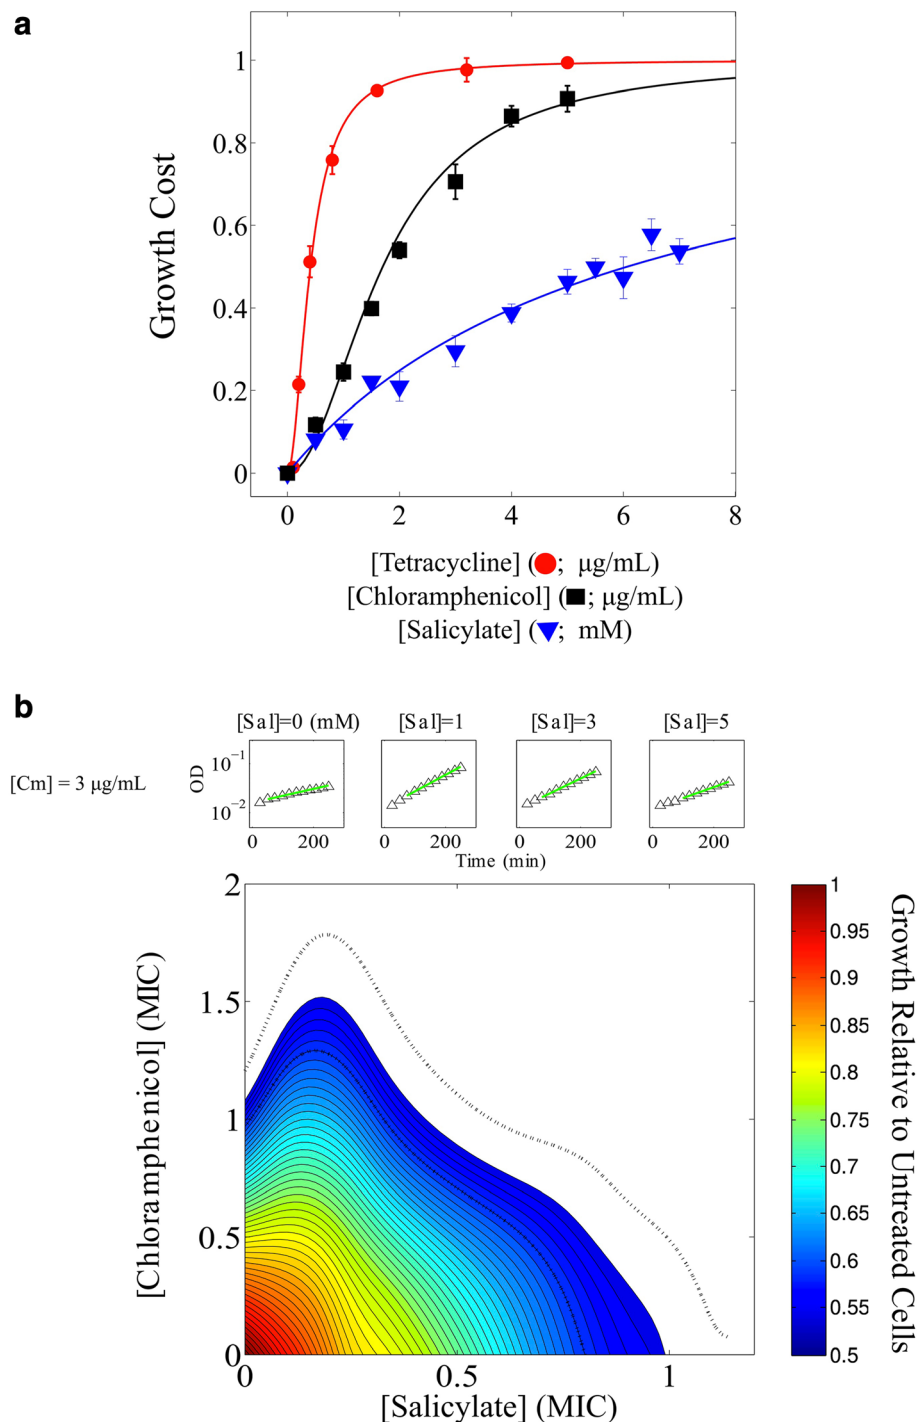 a
1
0.8
0.6
0.4
0.2
0
Growth Cost
0 2 4 6 8
[Tetracycline] (●; μg/mL)
[Chloramphenicol] (■; μg/mL)
[Salicylate] (▼; mM)
b
[Sal]=0 (mM) [Sal]=1 [Sal]=3 [Sal]=5
[Cm] = 3 μg/mL
OD
10⁻¹
10⁻²
0 200 0 200 0 200 0 200
Time (min)
2
1.5
1
0.5
0
[Chloramphenicol] (MIC)
0 0.5 1
[Salicylate] (MIC)
1
0.95
0.9
0.85
0.8
0.75
0.7
0.65
0.6
0.55
0.5
Growth Relative to Untreated Cells